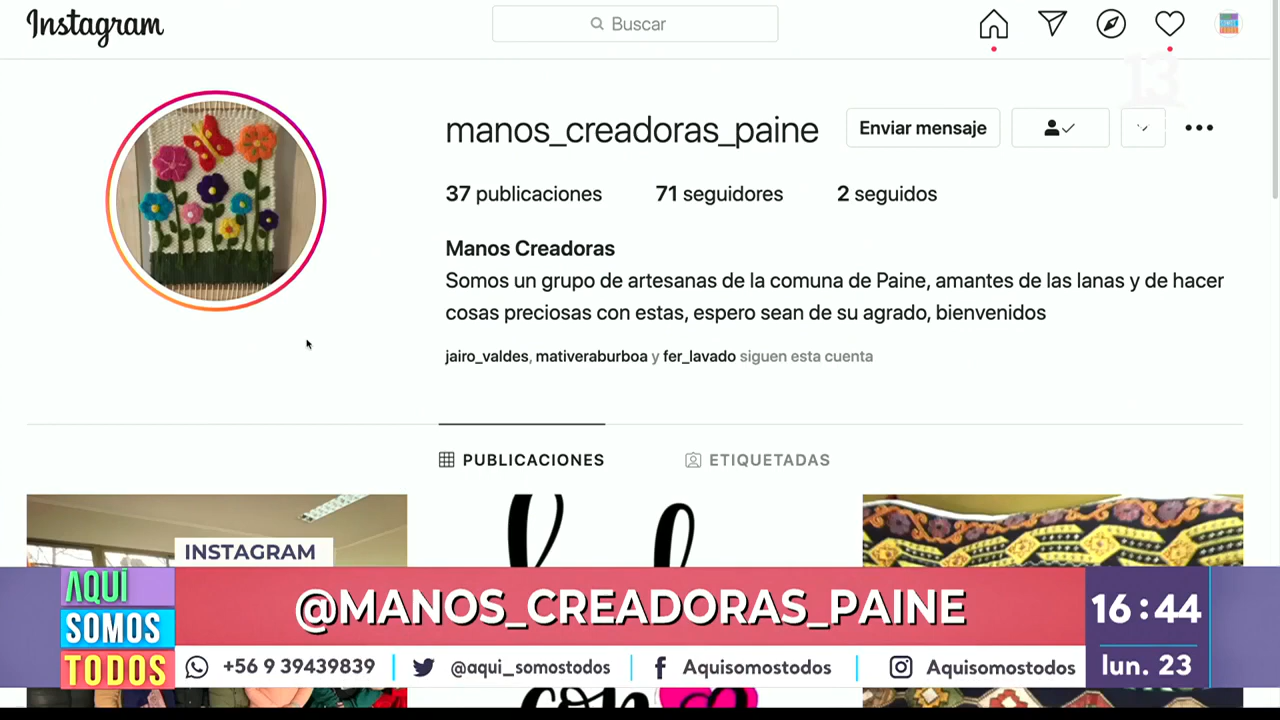 Instagram
Buscar
13
manos_creadoras_paine
Enviar mensaje
37 publicaciones
71 seguidores
2 seguidos
Manos Creadoras
Somos un grupo de artesanas de la comuna de Paine, amantes de las lanas y de hacer
cosas preciosas con estas, espero sean de su agrado, bienvenidos
jairo_valdes, mativeraburboa y fer_lavado siguen esta cuenta
PUBLICACIONES
ETIQUETADAS
INSTAGRAM
AQUÍ
SOMOS
TODOS
@MANOS_CREADORAS_PAINE
16:44
lun. 23
+56 9 39439839
@aqui_somostodos
Aquisomostodos
Aquisomostodos
con